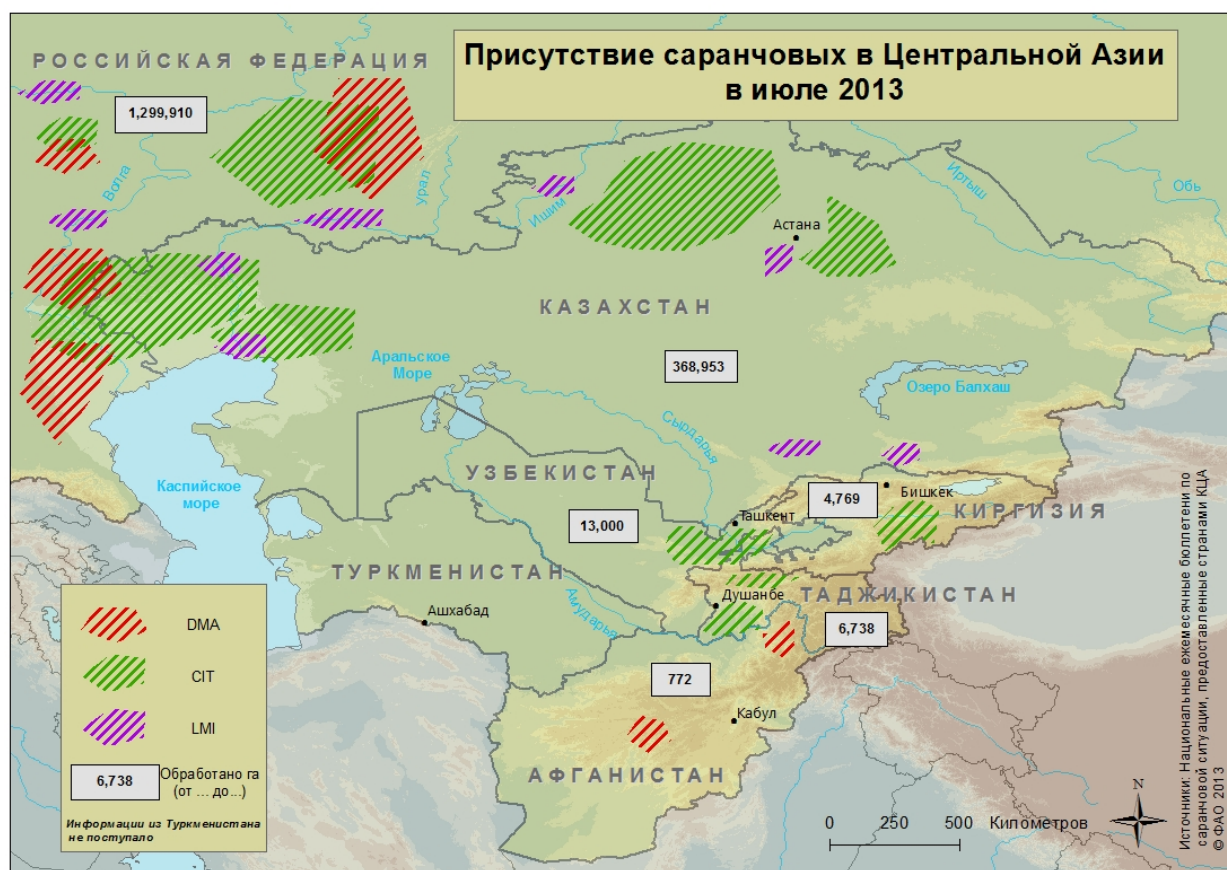 Присутствие саранчовых в Центральной Азии
в июле 2013
РОССИЙСКАЯ ФЕДЕРАЦИЯ
1,299,910
Волга
урал
Ишим
Иртыш
Обь
Астана
КАЗАХСТАН
368,953
Аральское
Море
Озеро Балхаш
Сырдарья
УЗБЕКИСТАН
Каспийское
море
4,769
Бишкек
КИРГИЗИЯ
13,000
Ташкент
ТУРКМЕНИСТАН
Душанбе
ТАДЖИКИСТАН
Ашхабад
Амударья
6,738
772
Кабул
АФГАНИСТАН
DMA
CIT
LMI
6,738
Обработано га
(от ... до...)
Информации из Туркменистана
не поступало
0 250 500 Километров
N
Источники: Национальные ежемесячные бюллетени по
саранчовой ситуации, предоставленные странами КЦА
© ФАО 2013